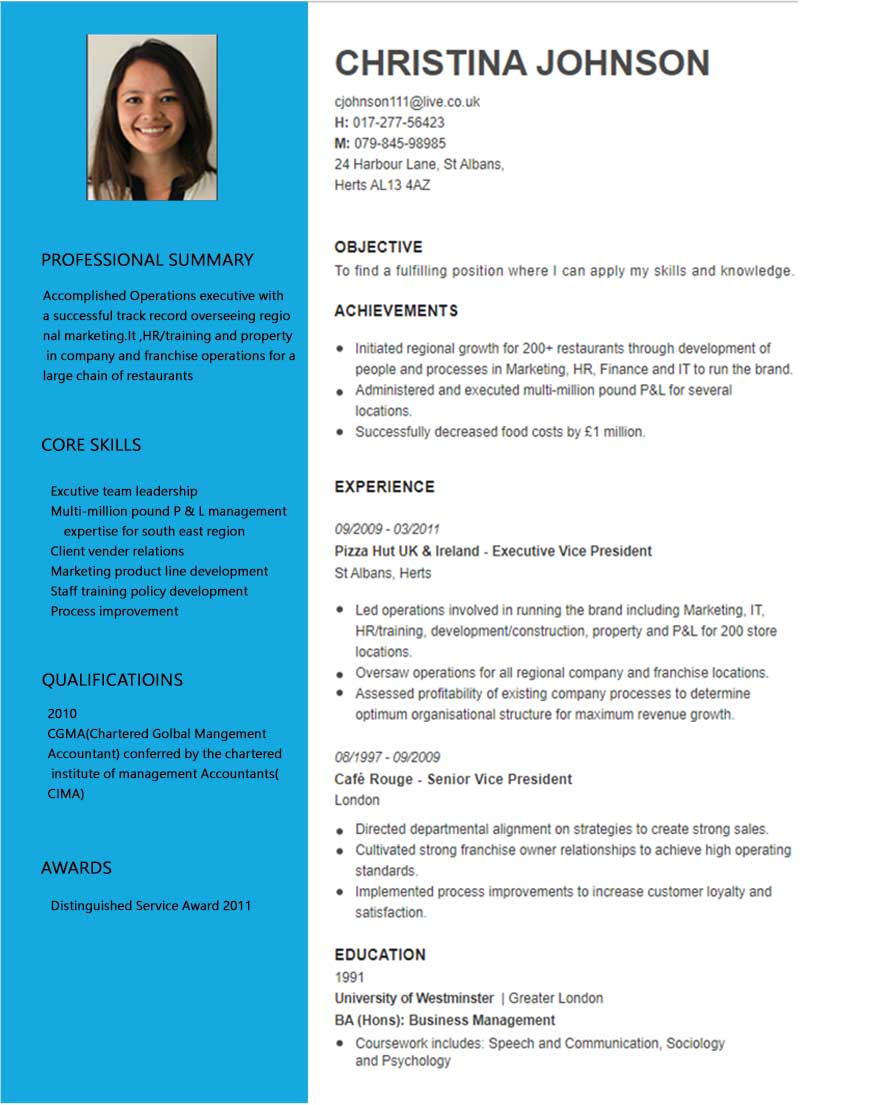 PROFESSIONAL SUMMARY
Accomplished Operations executive with
a successful track record overseeing regio
nal marketing.It ,HR/training and property
in company and franchise operations for a
large chain of restaurants
CORE SKILLS
Excutive team leadership
Multi-million pound P & L management
expertise for south east region
Client vender relations
Marketing product line development
Staff training policy development
Process improvement
QUALIFICATIOINS
2010
CGMA(Chartered Golbal Mangement
Accountant) conferred by the chartered
institute of management Accountants(
CIMA)
AWARDS
Distinguished Service Award 2011
CHRISTINA JOHNSON
cjohnson111@live.co.uk
H: 017-277-56423
M: 079-845-98985
24 Harbour Lane, St Albans,
Herts AL13 4AZ
OBJECTIVE
To find a fulfilling position where I can apply my skills and knowledge.
ACHIEVEMENTS
• Initiated regional growth for 200+ restaurants through development of
people and processes in Marketing, HR, Finance and IT to run the brand.
• Administered and executed multi-million pound P&L for several
locations.
• Successfully decreased food costs by £1 million.
EXPERIENCE
09/2009 - 03/2011
Pizza Hut UK & Ireland - Executive Vice President
St Albans, Herts
• Led operations involved in running the brand including Marketing, IT,
HR/training, development/construction, property and P&L for 200 store
locations.
• Oversaw operations for all regional company and franchise locations.
• Assessed profitability of existing company processes to determine
optimum organisational structure for maximum revenue growth.
08/1997 - 09/2009
Café Rouge - Senior Vice President
London
• Directed departmental alignment on strategies to create strong sales.
• Cultivated strong franchise owner relationships to achieve high operating
standards.
• Implemented process improvements to increase customer loyalty and
satisfaction.
EDUCATION
1991
University of Westminster | Greater London
BA (Hons): Business Management
• Coursework includes: Speech and Communication, Sociology
and Psychology